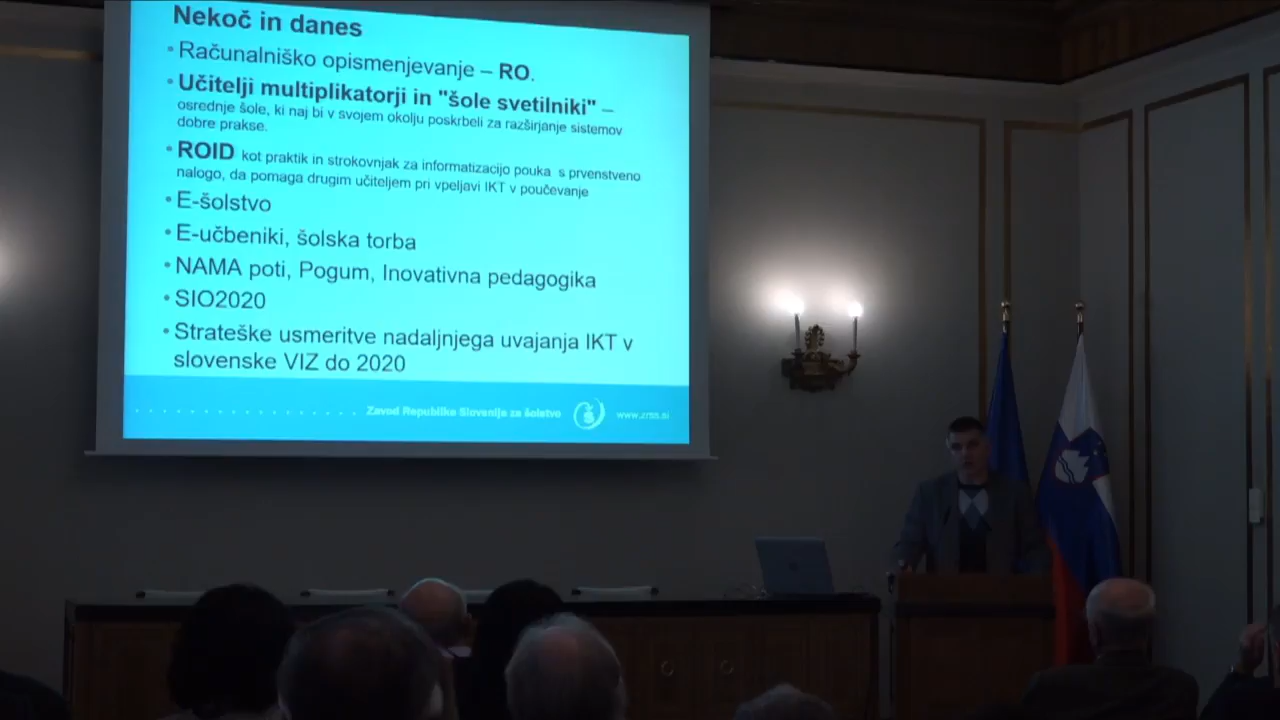 Nekoč in danes
• Računalniško opismenjevanje – RO.
• Učitelji multiplikatorji in "šole svetilniki" –
osrednje šole, ki naj bi v svojem okolju poskrbeli za razširjanje sistemov
dobre prakse.
• ROID kot praktik in strokovnjak za informatizacijo pouka s prvenstveno
nalogo, da pomaga drugim učiteljem pri vpeljavi IKT v poučevanje
• E-šolstvo
• E-učbeniki, šolska torba
• NAMA poti, Pogum, Inovativna pedagogika
• SIO2020
• Strateške usmeritve nadaljnjega uvajanja IKT v
slovenske VIZ do 2020
Zavod Republike Slovenije za šolstvo www.zrss.si